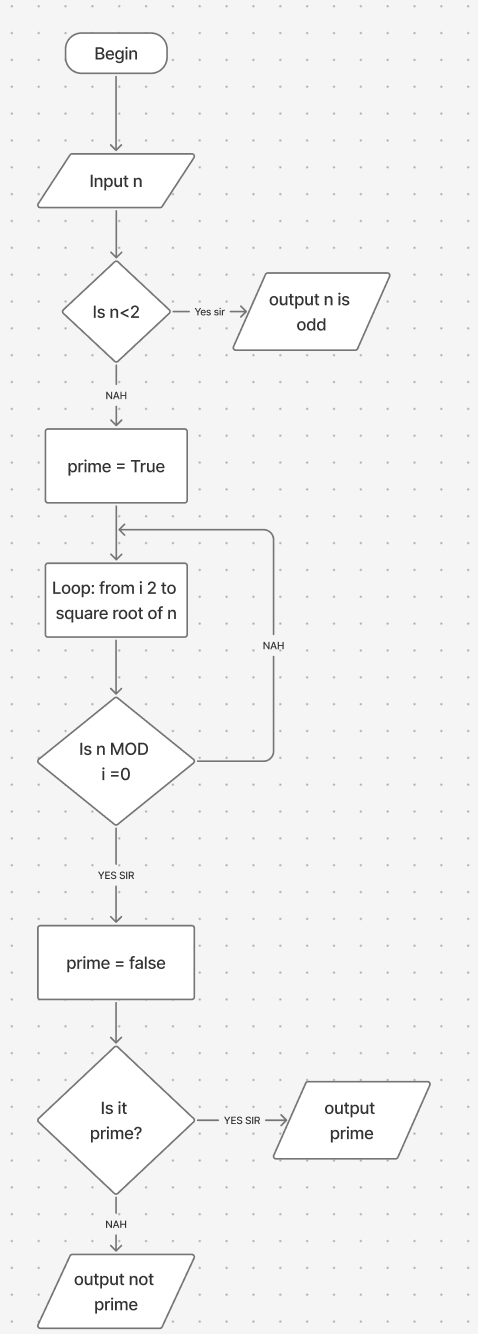 Begin
Input n
Is n<2
Yes sir
output n is
odd
NAH
prime = True
Loop: from i 2 to
square root of n
NAH
Is n MOD
i =0
YES SIR
prime = false
Is it
prime?
YES SIR
output
prime
NAH
output not
prime